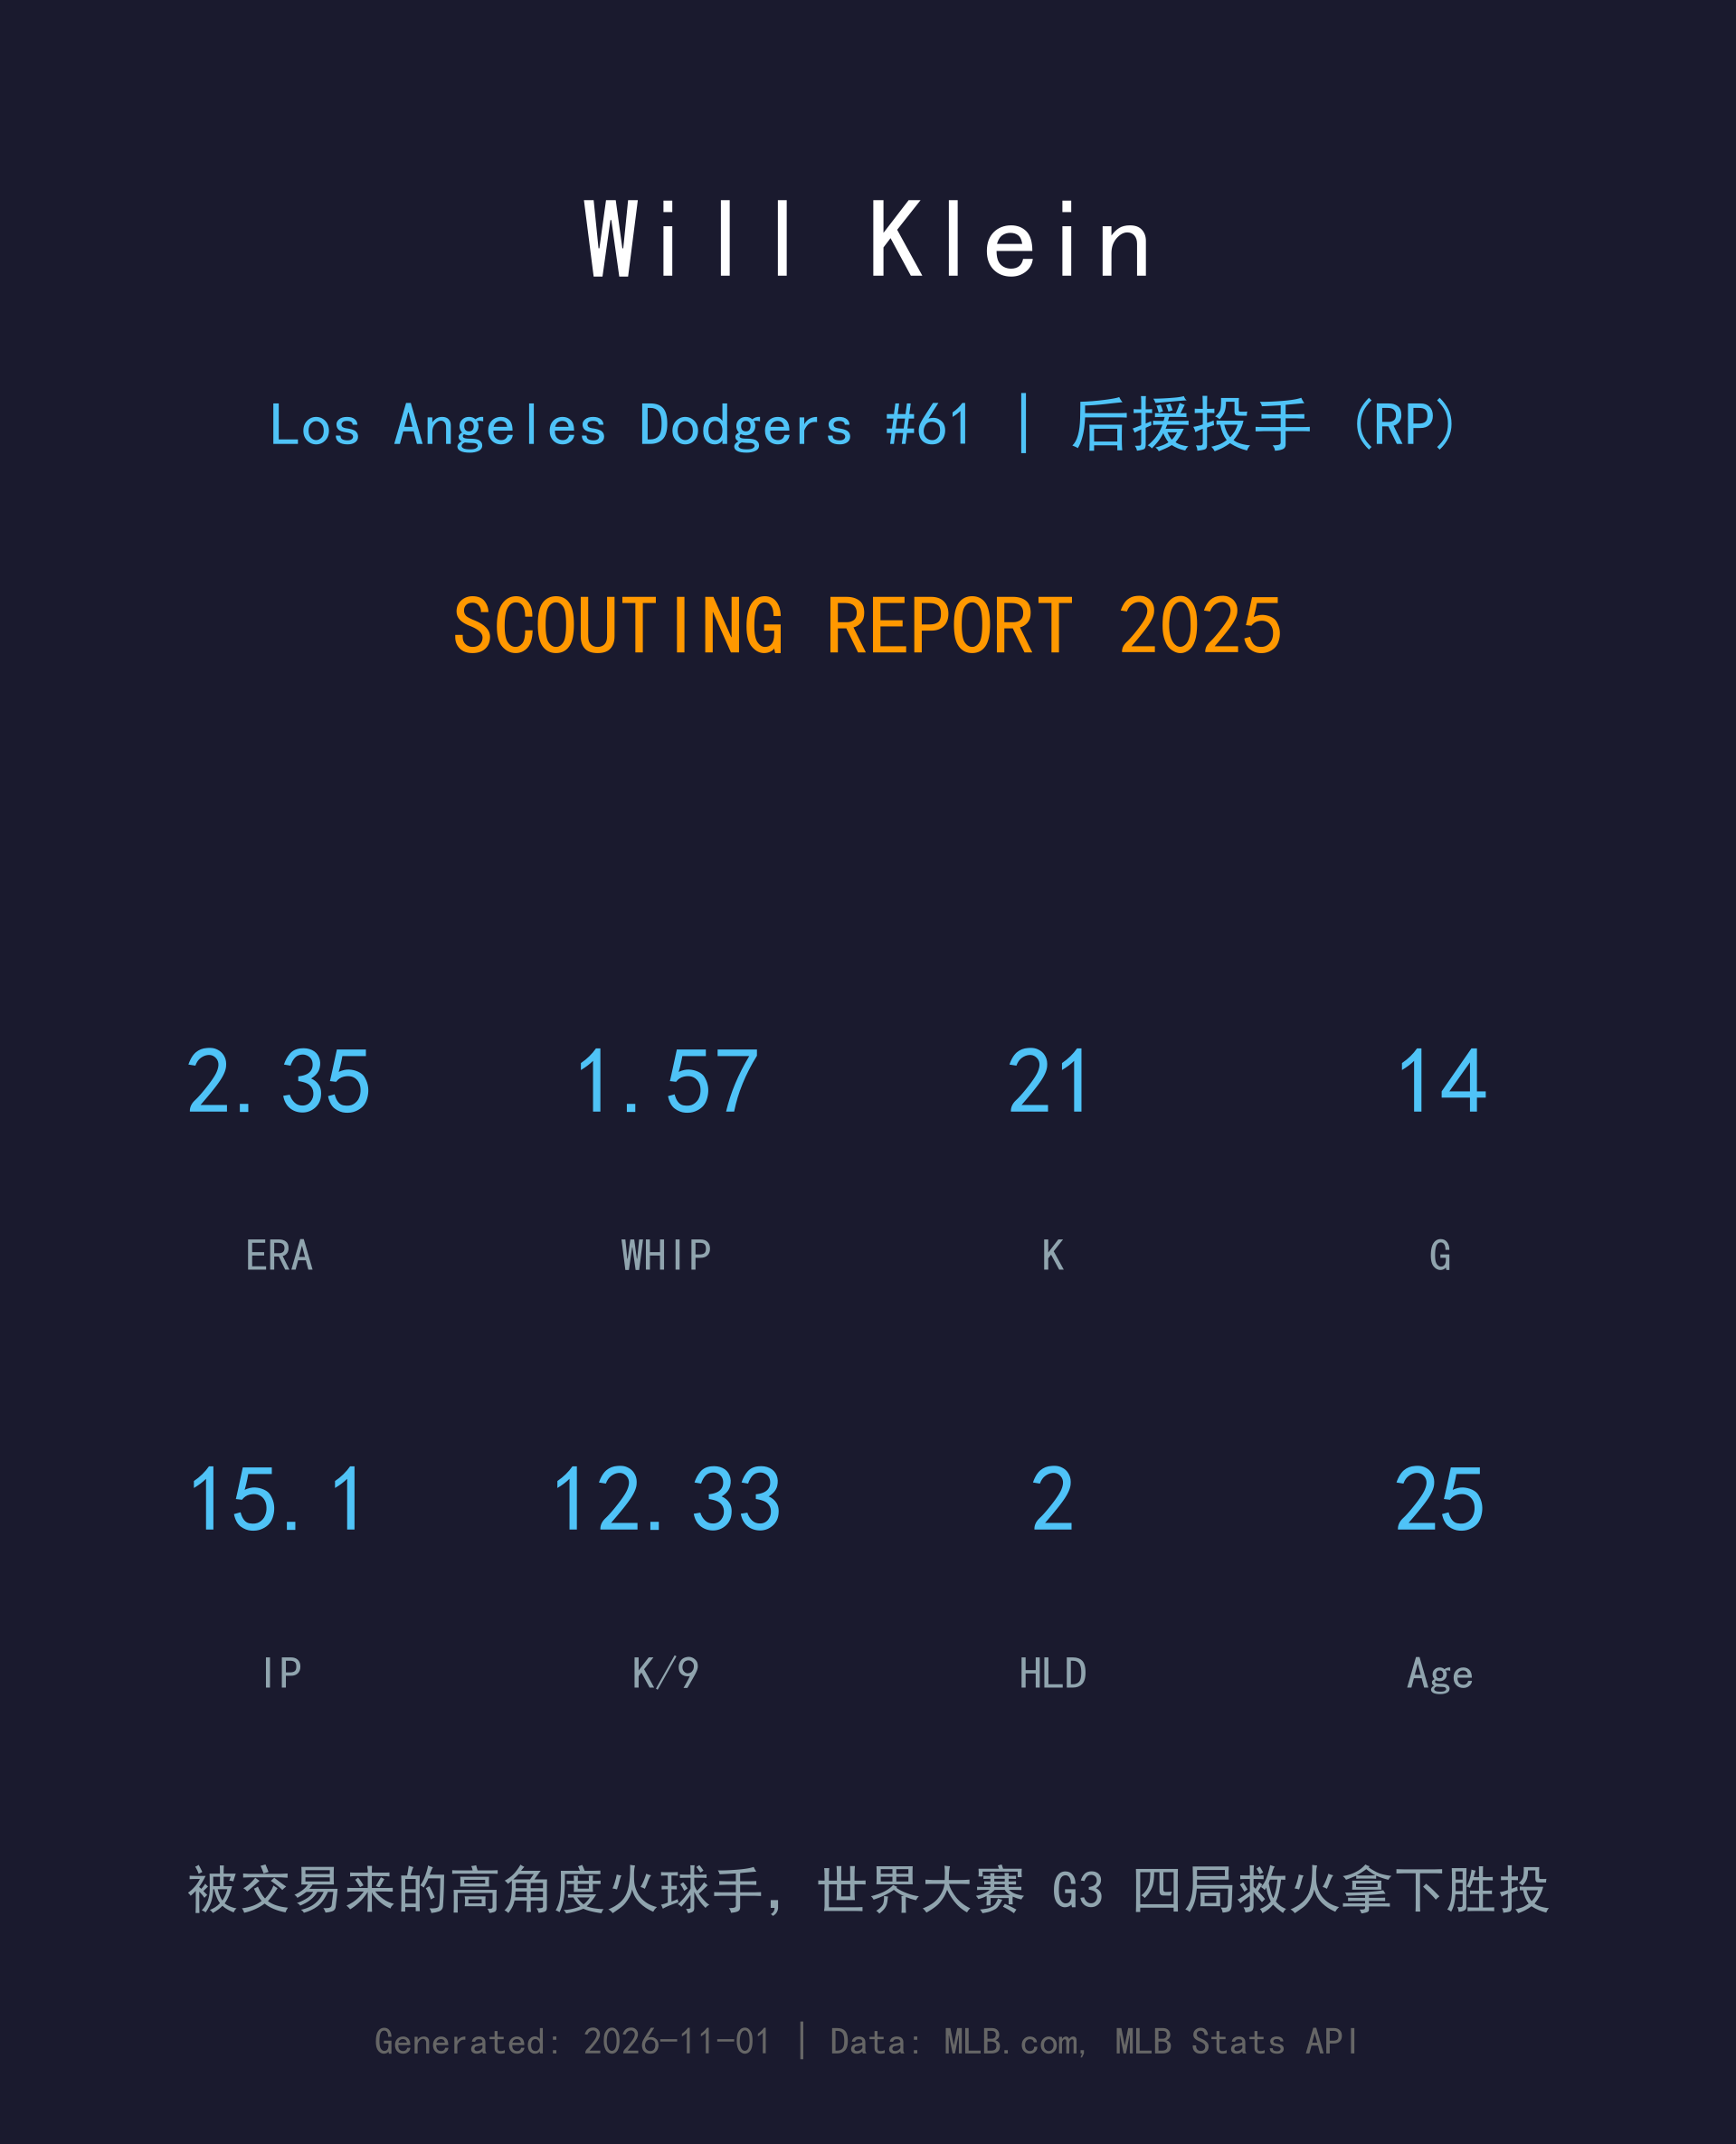 Will Klein
Los Angeles Dodgers #61 | 后援投手 (RP)
SCOUTING REPORT 2025
2.35 1.57 21 14
ERA WHIP K G
15.1 12.33 2 25
IP K/9 HLD Age
被交易来的高角度火球手, 世界大赛 G3 四局救火拿下胜投
Generated: 2026-11-01 | Data: MLB.com, MLB Stats API